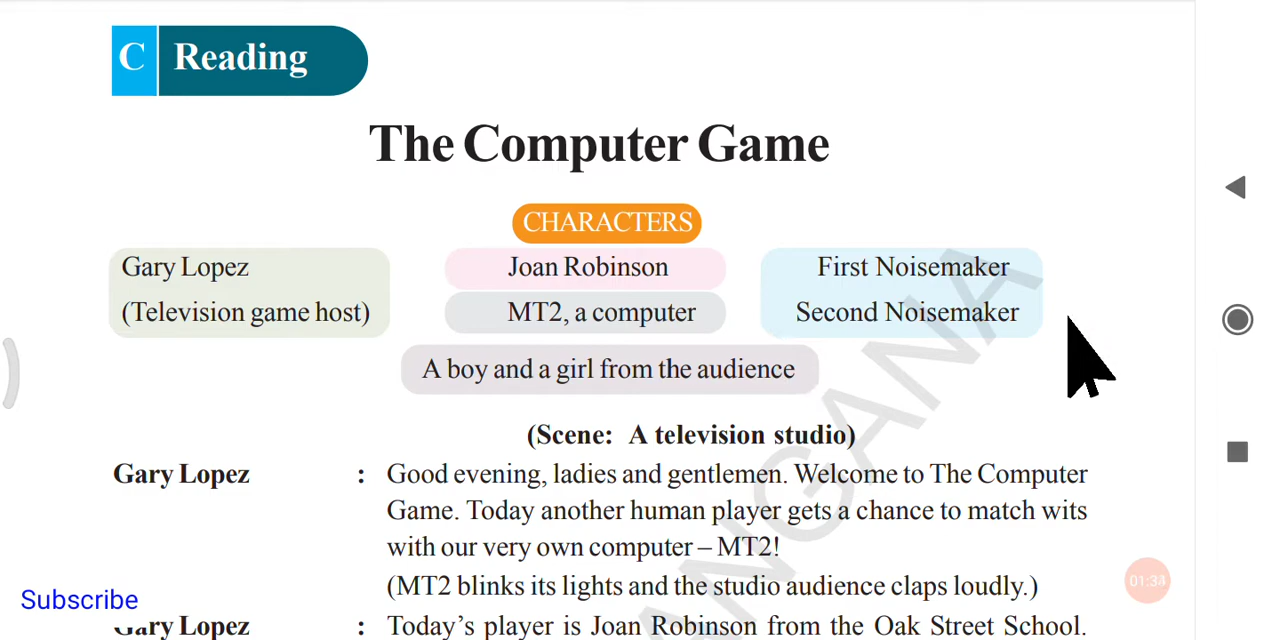 C Reading
The Computer Game
CHARACTERS
Gary Lopez
(Television game host)
Joan Robinson
MT2, a computer
First Noisemaker
Second Noisemaker
A boy and a girl from the audience
(Scene: A television studio)
Gary Lopez : Good evening, ladies and gentlemen. Welcome to The Computer
Game. Today another human player gets a chance to match wits
with our very own computer – MT2!
(MT2 blinks its lights and the studio audience claps loudly.)
Gary Lopez : Today's player is Joan Robinson from the Oak Street School.
Subscribe
01:34